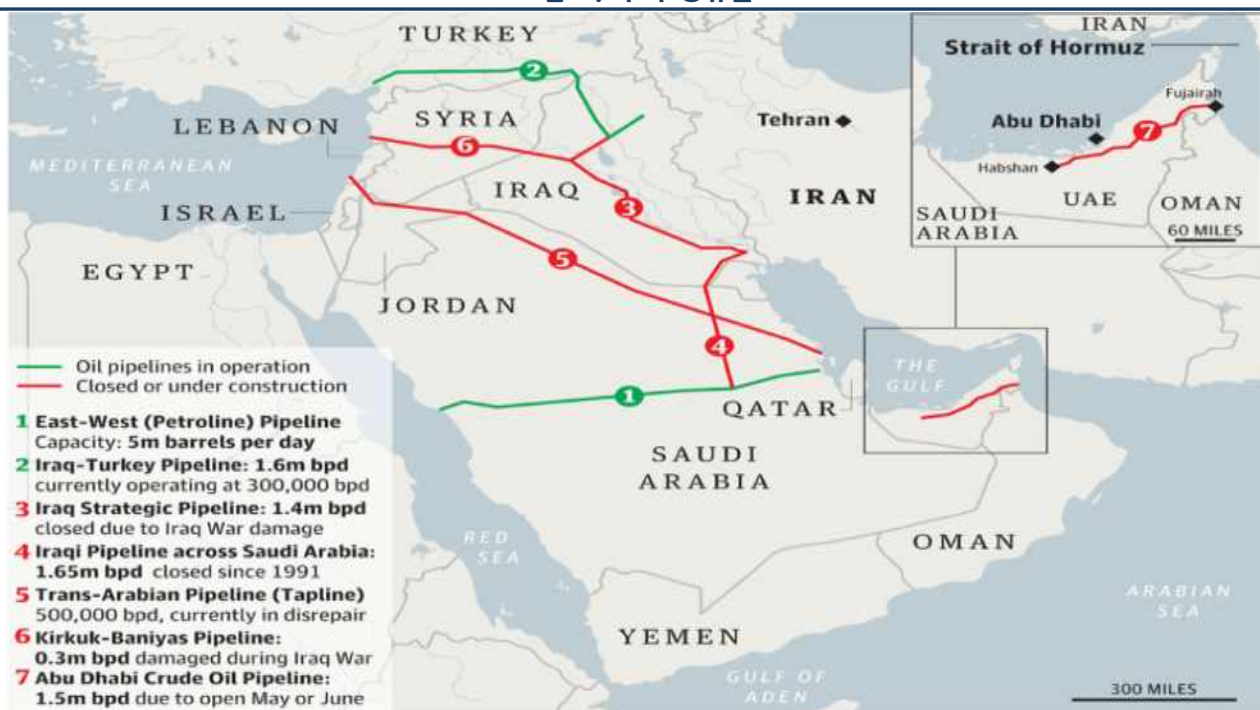 TURKEY
2
SYRIA
LEBANON
6
MEDITERRANEAN
SEA
IRAQ
3
ISRAEL
5
EGYPT
JORDAN
4
1
QATAR
Tehran
IRAN
THE
GULF
SAUDI
ARABIA
OMAN
RED
SEA
YEMEN
ARABIAN
SEA
GULF OF
ADEN
300 MILES
IRAN
Strait of Hormuz
Fujairah
Abu Dhabi
7
Habshan
UAE
OMAN
SAUDI
ARABIA
60 MILES
Oil pipelines in operation
Closed or under construction
1 East-West (Petroline) Pipeline
Capacity: 5m barrels per day
2 Iraq-Turkey Pipeline: 1.6m bpd
currently operating at 300,000 bpd
3 Iraq Strategic Pipeline: 1.4m bpd
closed due to Iraq War damage
4 Iraqi Pipeline across Saudi Arabia:
1.65m bpd closed since 1991
5 Trans-Arabian Pipeline (Tapline)
500,000 bpd, currently in disrepair
6 Kirkuk-Baniyas Pipeline:
0.3m bpd damaged during Iraq War
7 Abu Dhabi Crude Oil Pipeline:
1.5m bpd due to open May or June